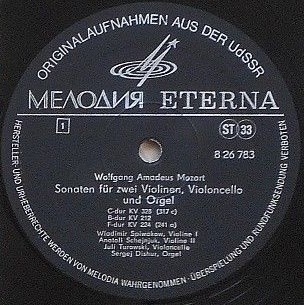 ORIGINALAUFNAHMEN AUS DER UdSSR
МЕЛОДИЯ ETERNA
1
ST 33
8 26 783
Wolfgang Amadeus Mozart
Sonaten für zwei Violinen, Violoncello
und Orgel
C-dur KV 328 (317 c)
B-dur KV 212
F-dur KV 224 (241 a)
Wladimir Spiwakow, Violine I
Anatoli Schejnjuk, Violine II
Juli Turowski, Violoncello
Sergej Dishur, Orgel
HERSTELLER- UND URHEBERRECHTE WERDEN VON MELODIA WAHRGENOMMEN · ÜBERSPIELUNG UND RUNDFUNKSENDUNG VERBOTEN